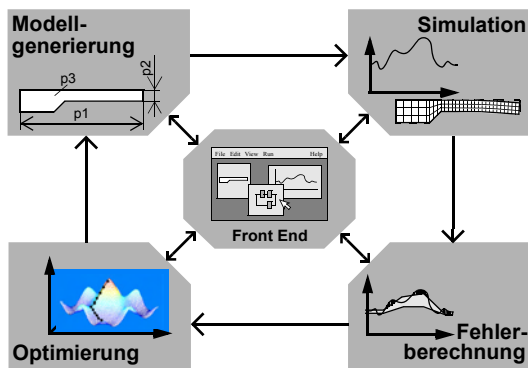 Modell-
generierung
p3
p2
p1
Simulation
File Edit View Run Help
Front End
Optimierung
Fehler-
berechnung